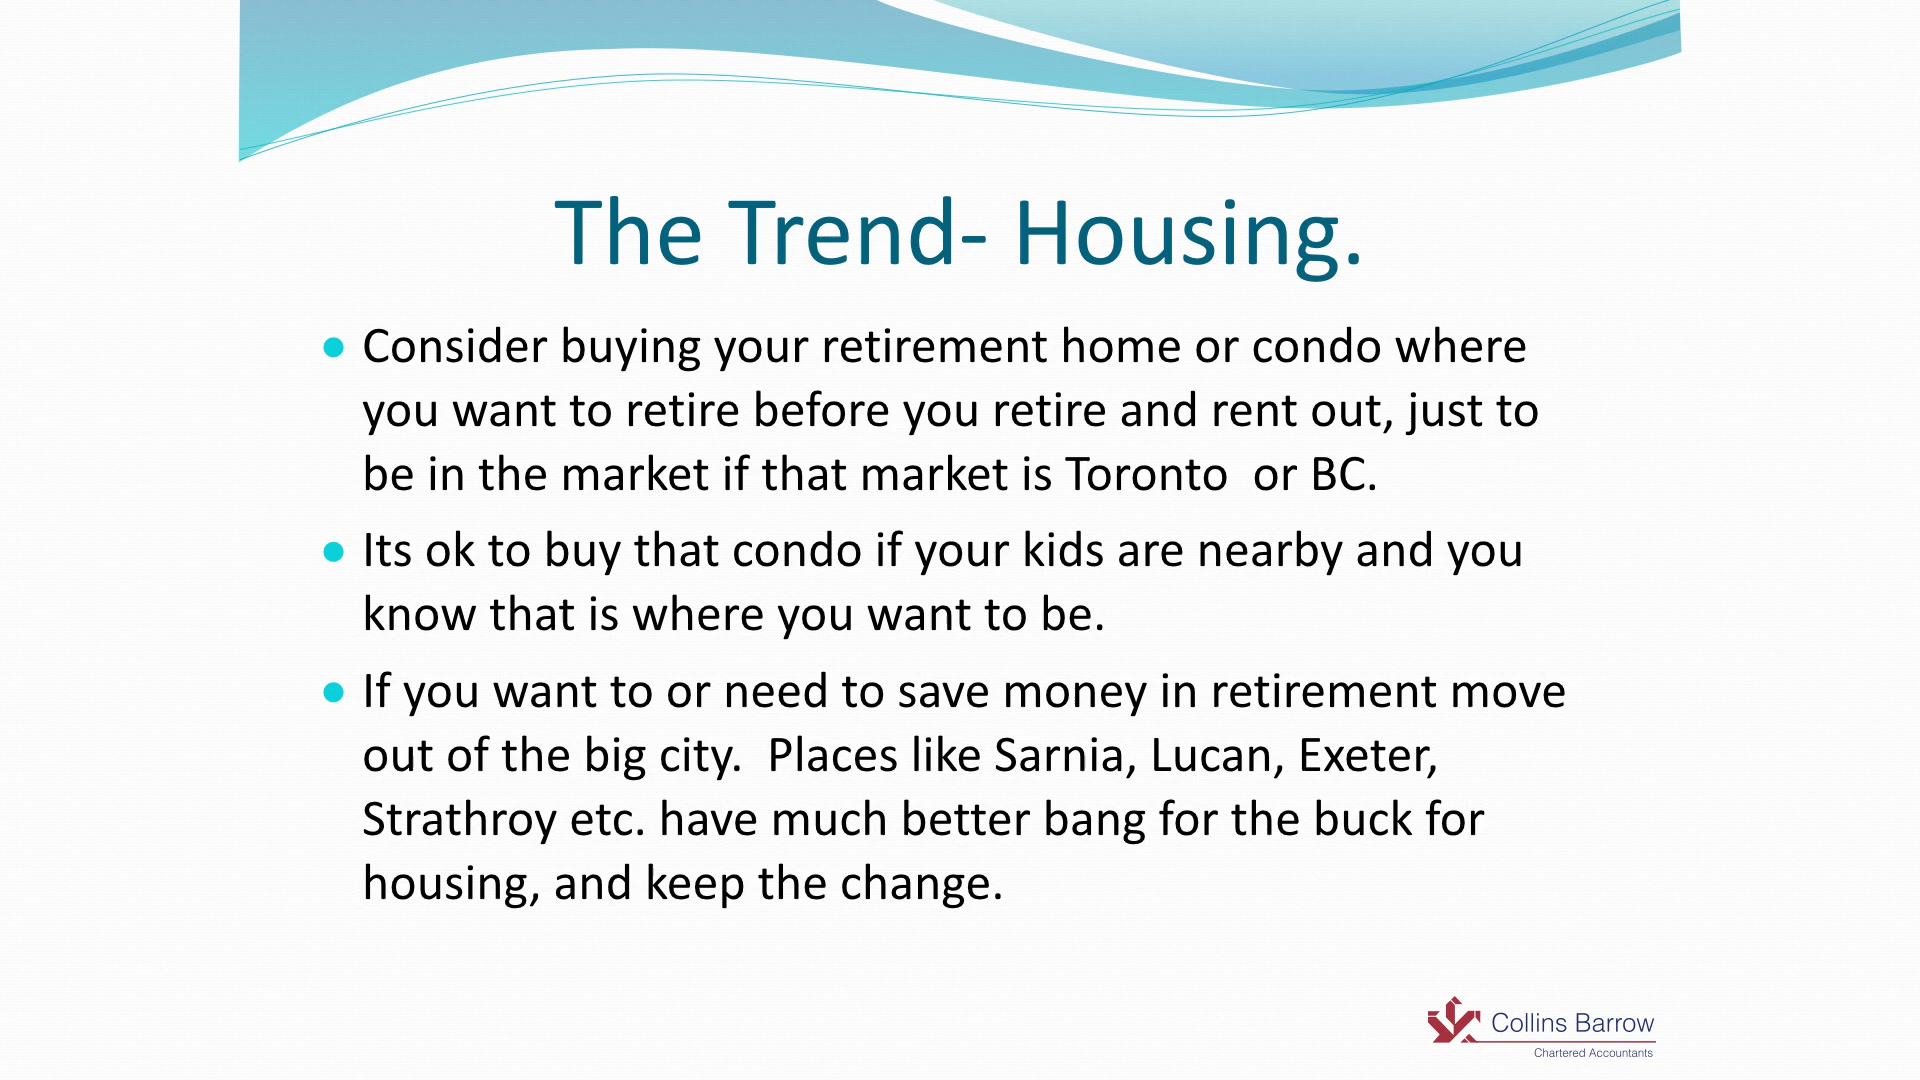 The Trend- Housing.
• Consider buying your retirement home or condo where
you want to retire before you retire and rent out, just to
be in the market if that market is Toronto  or BC.
• Its ok to buy that condo if your kids are nearby and you
know that is where you want to be.
• If you want to or need to save money in retirement move
out of the big city.  Places like Sarnia, Lucan, Exeter,
Strathroy etc. have much better bang for the buck for
housing, and keep the change.
Collins Barrow
Chartered Accountants